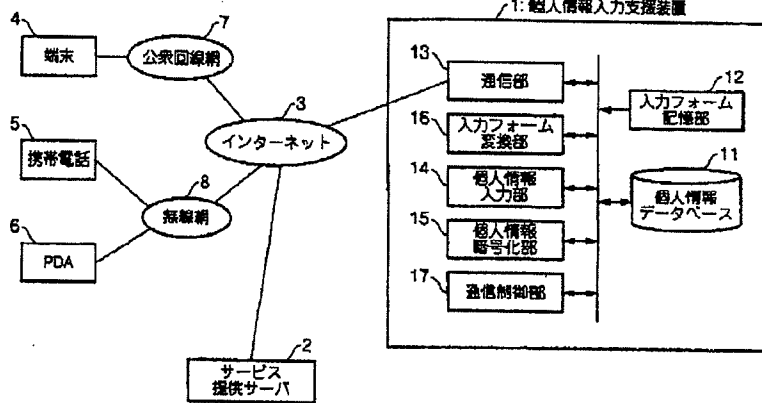 1: 個人情報入力支援装置
4
端末
7
公衆回線網
3
インターネット
5
携帯電話
8
無線網
6
PDA
2
サービス
提供サーバ
13
通信部
16
入力フォーム
変換部
14
個人情報
入力部
15
個人情報
暗号化部
17
通信制御部
12
入力フォーム
記憶部
11
個人情報
データベース